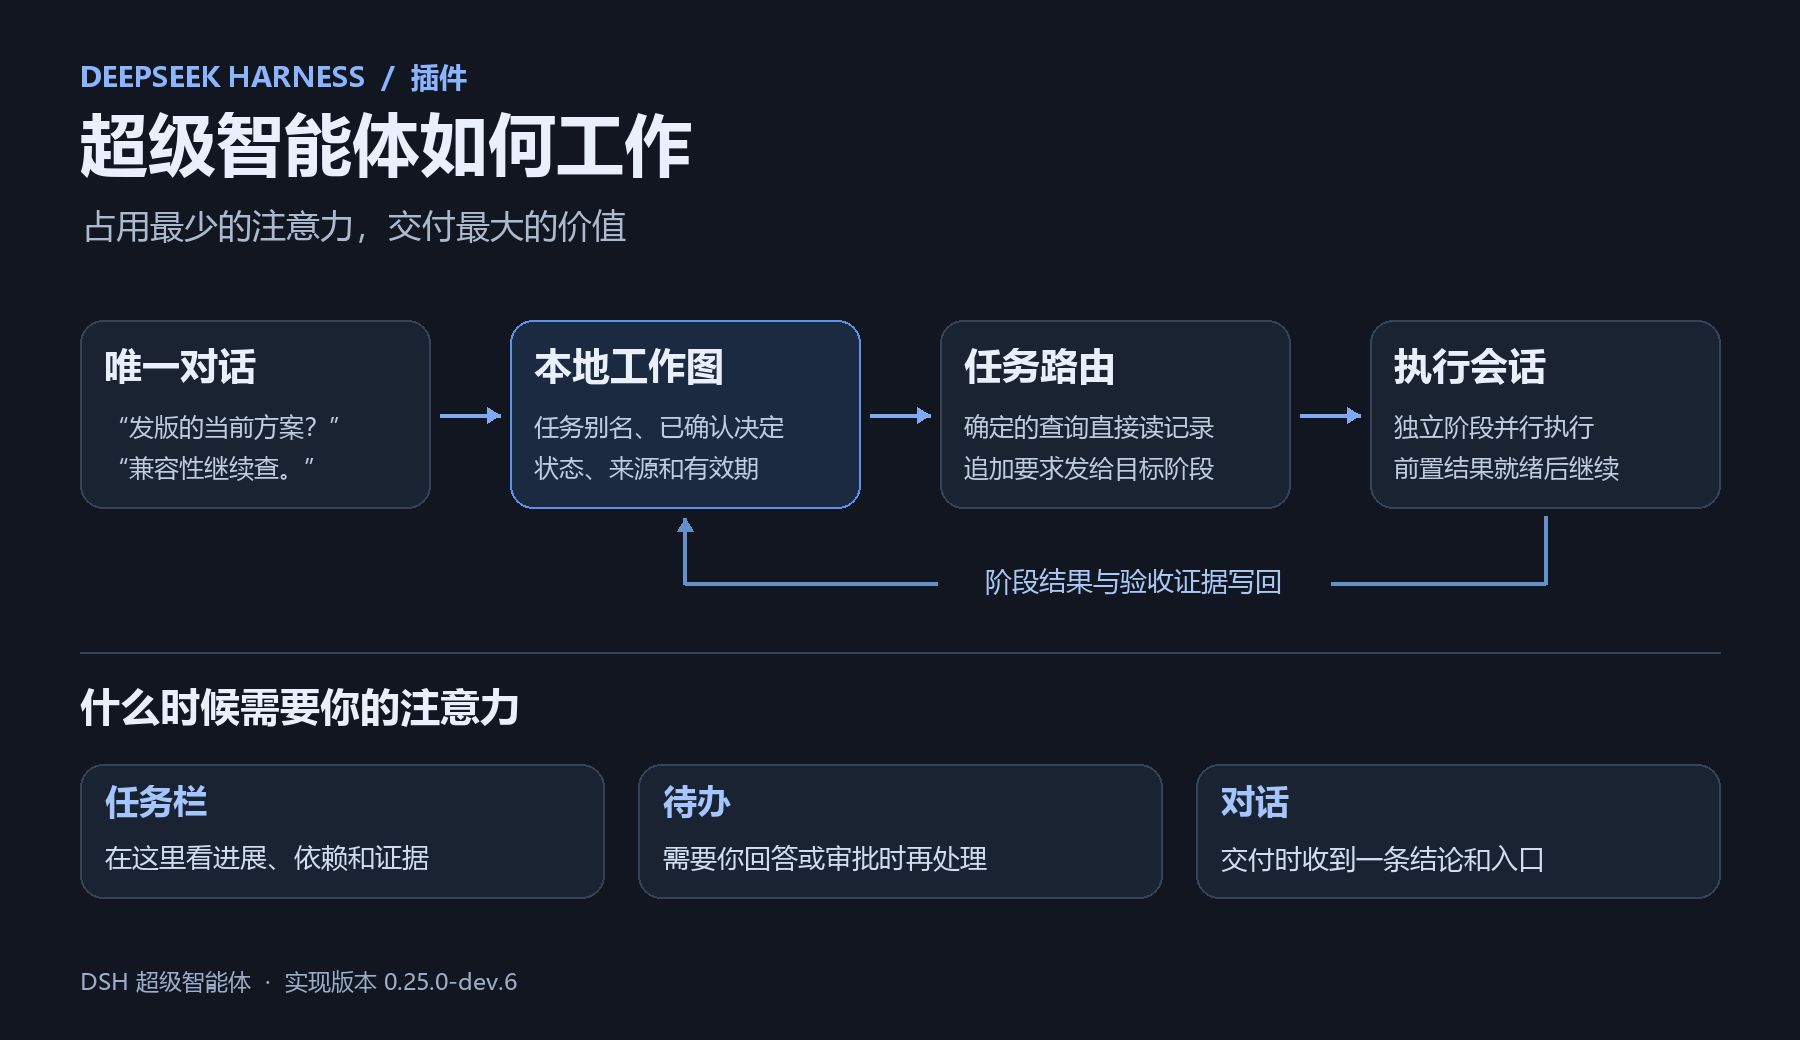 DEEPSEEK HARNESS / 插件
超级智能体如何工作
占用最少的注意力，交付最大的价值
唯一对话
“发版的当前方案？”
“兼容性继续查。”
本地工作图
任务别名、已确认决定
状态、来源和有效期
任务路由
确定的查询直接读记录
追加要求发给目标阶段
执行会话
独立阶段并行执行
前置结果就绪后继续
阶段结果与验收证据写回
什么时候需要你的注意力
任务栏
在这里看进展、依赖和证据
待办
需要你回答或审批时再处理
对话
交付时收到一条结论和入口
DSH 超级智能体 · 实现版本 0.25.0-dev.6